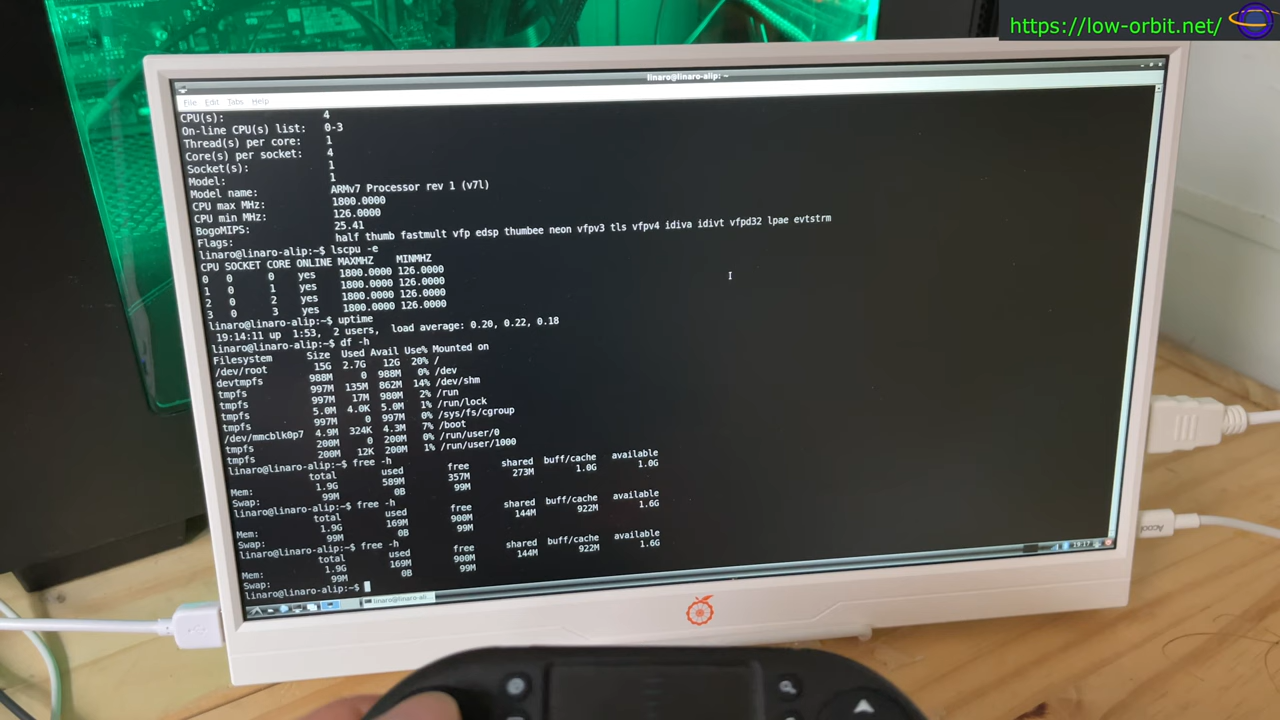 https://low-orbit.net/
linaro@linaro-alip: ~
File Edit Tabs Help
CPU(s): 4
On-line CPU(s) list: 0-3
Thread(s) per core: 1
Core(s) per socket: 4
Socket(s): 1
Model: 1
Model name: ARMv7 Processor rev 1 (v7l)
CPU max MHz: 1800.0000
CPU min MHz: 126.0000
BogoMIPS: 25.41
Flags: half thumb fastmult vfp edsp thumbee neon vfpv3 tls vfpv4 idiva idivt vfpd32 lpae evtstrm
linaro@linaro-alip:~$ lscpu -e
CPU SOCKET CORE ONLINE MAXMHZ MINMHZ
0 0 0 yes 1800.0000 126.0000
1 0 1 yes 1800.0000 126.0000
2 0 2 yes 1800.0000 126.0000
3 0 3 yes 1800.0000 126.0000
linaro@linaro-alip:~$ uptime
19:14:11 up 1:53, 2 users, load average: 0.20, 0.22, 0.18
linaro@linaro-alip:~$ df -h
Filesystem Size Used Avail Use% Mounted on
/dev/root 15G 2.7G 12G 20% /
devtmpfs 988M 0 988M 0% /dev
tmpfs 997M 135M 862M 14% /dev/shm
tmpfs 997M 17M 980M 2% /run
tmpfs 5.0M 4.0K 5.0M 1% /run/lock
tmpfs 997M 0 997M 0% /sys/fs/cgroup
/dev/mmcblk0p7 4.9M 324K 4.3M 7% /boot
tmpfs 200M 0 200M 0% /run/user/0
tmpfs 200M 12K 200M 1% /run/user/1000
linaro@linaro-alip:~$ free -h
total used free shared buff/cache available
Mem: 1.9G 589M 357M 273M 1.0G 1.0G
Swap: 99M 0B 99M
linaro@linaro-alip:~$ free -h
total used free shared buff/cache available
Mem: 1.9G 169M 900M 144M 922M 1.6G
Swap: 99M 0B 99M
linaro@linaro-alip:~$ free -h
total used free shared buff/cache available
Mem: 1.9G 169M 900M 144M 922M 1.6G
Swap: 99M 0B 99M
linaro@linaro-alip:~$
linaro@linaro-ali
19:17